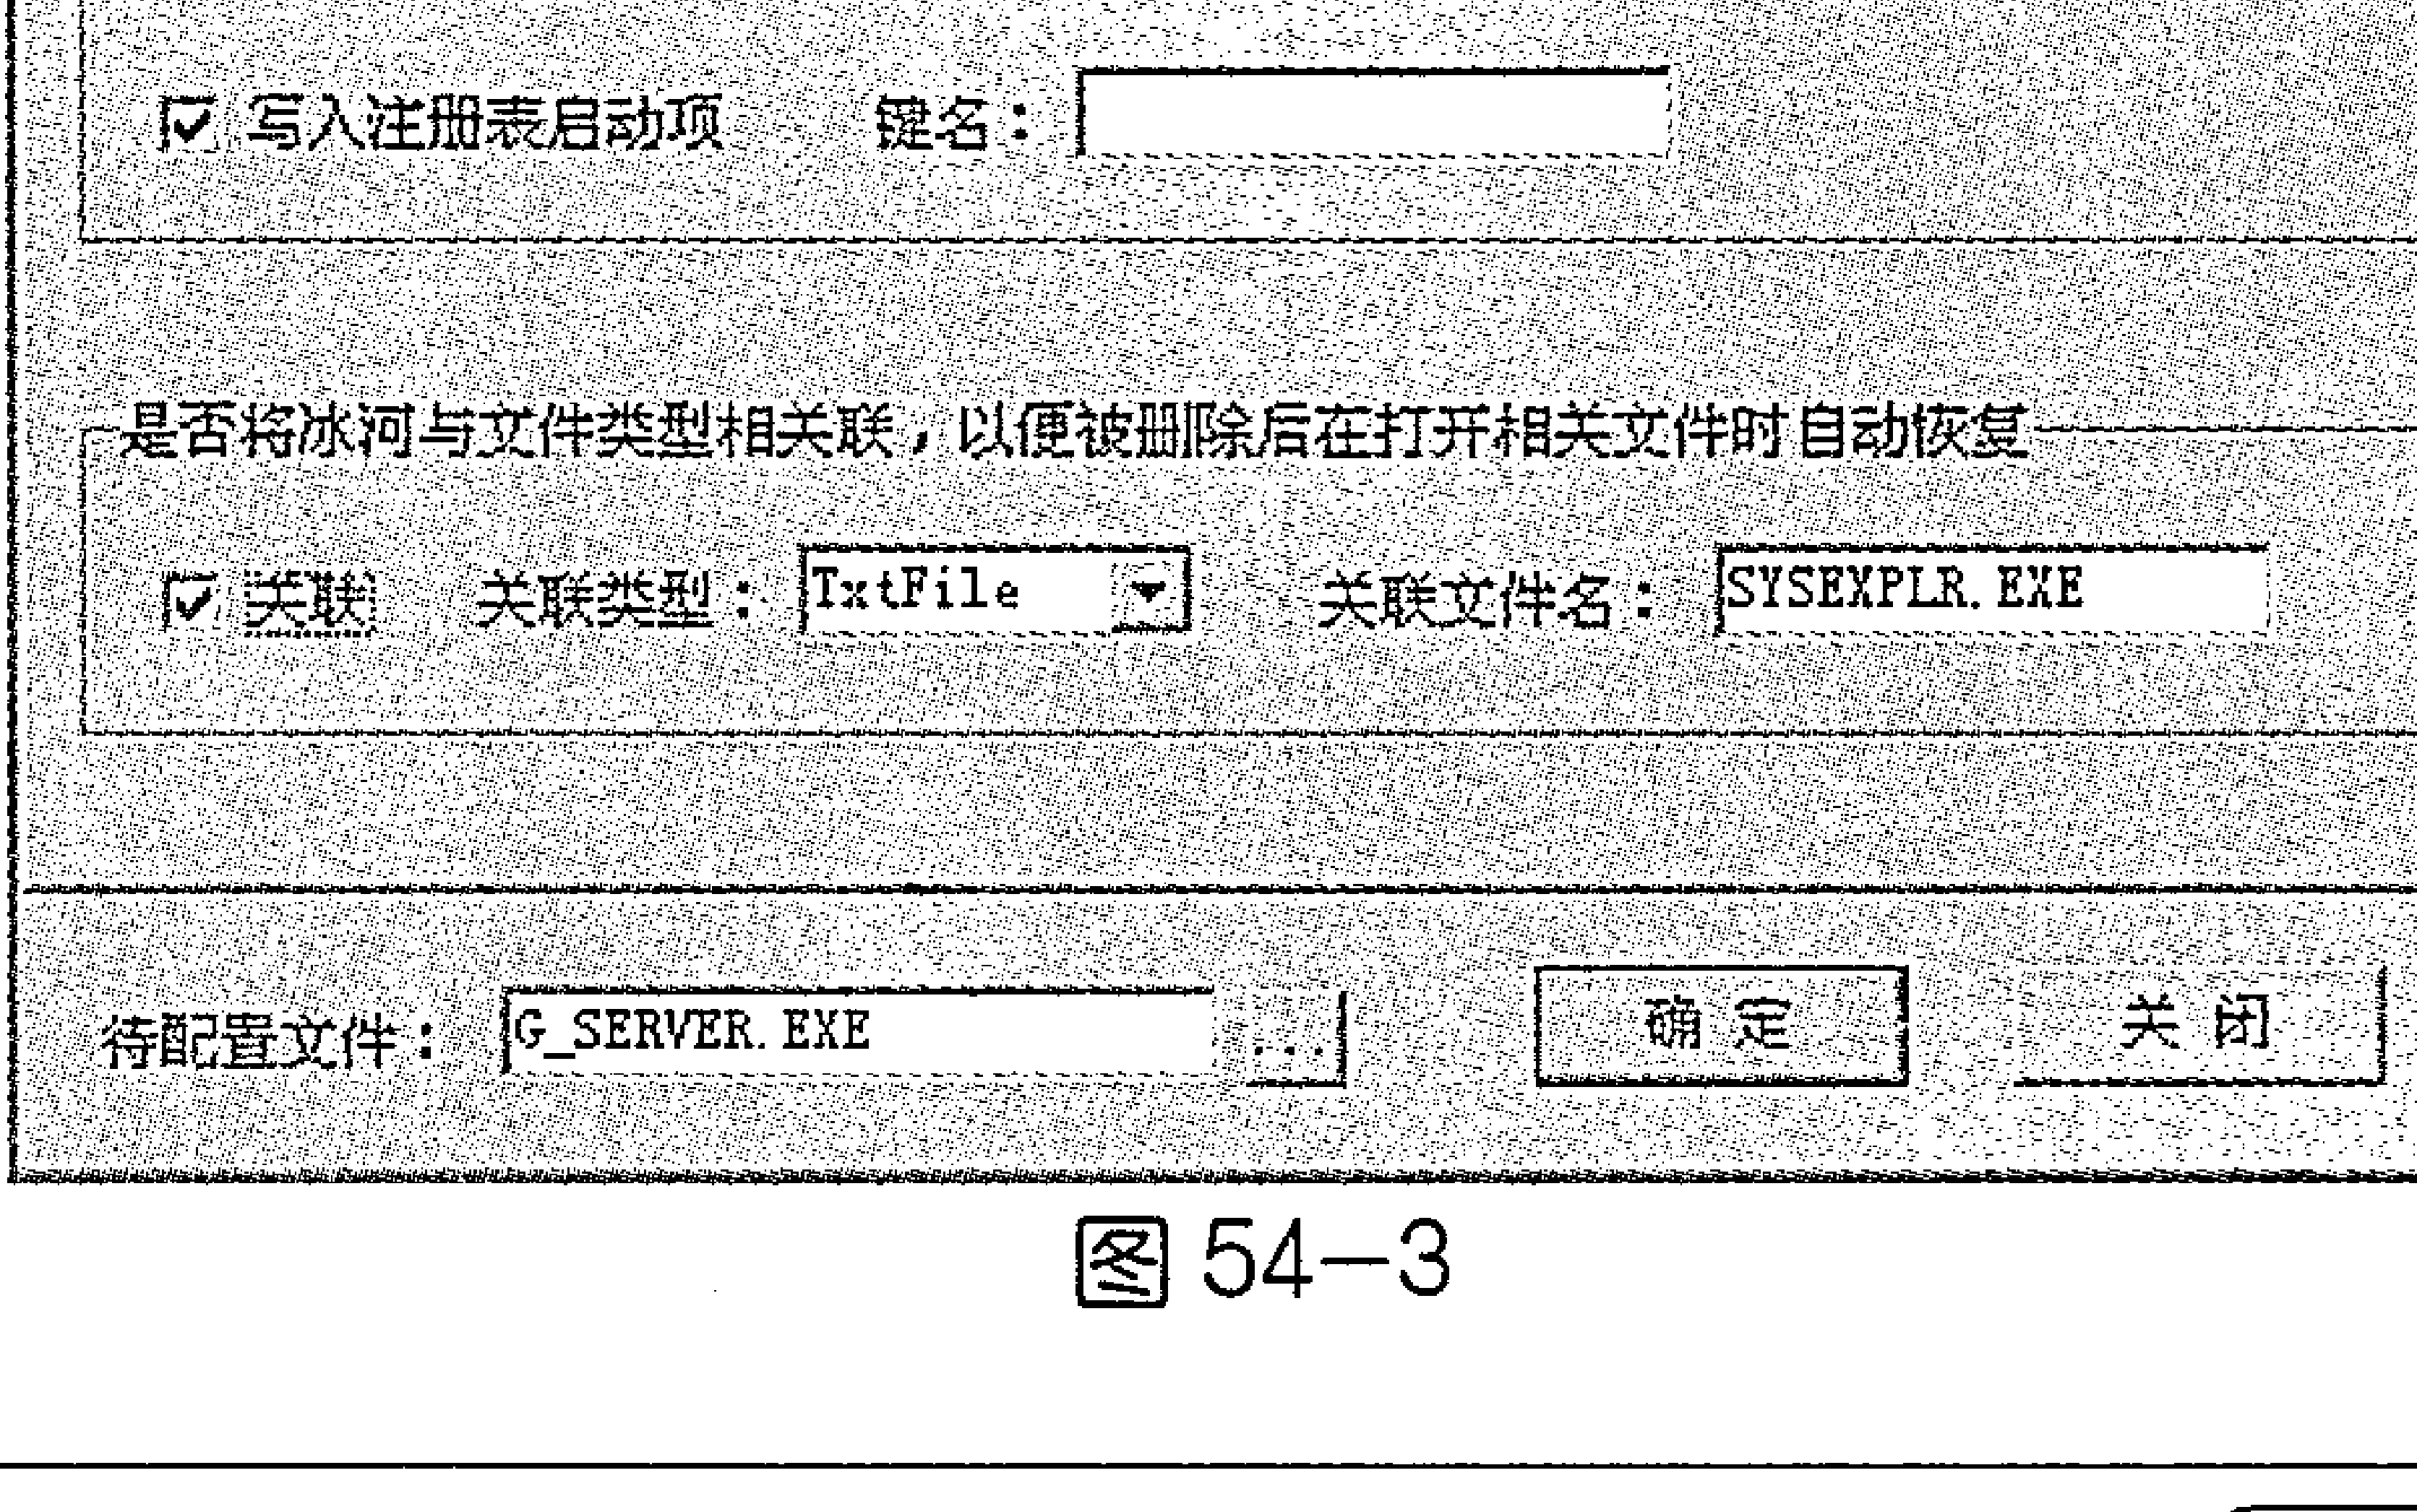 写入注册表启动项 键名：
是否将冰河与文件类型相关联，以便被删除后在打开相关文件时自动恢复
关联 关联类型： TxtFile 关联文件名： SYSEXPLR.EXE
待配置文件： G_SERVER.EXE ... 确 定 关 闭
图 54-3